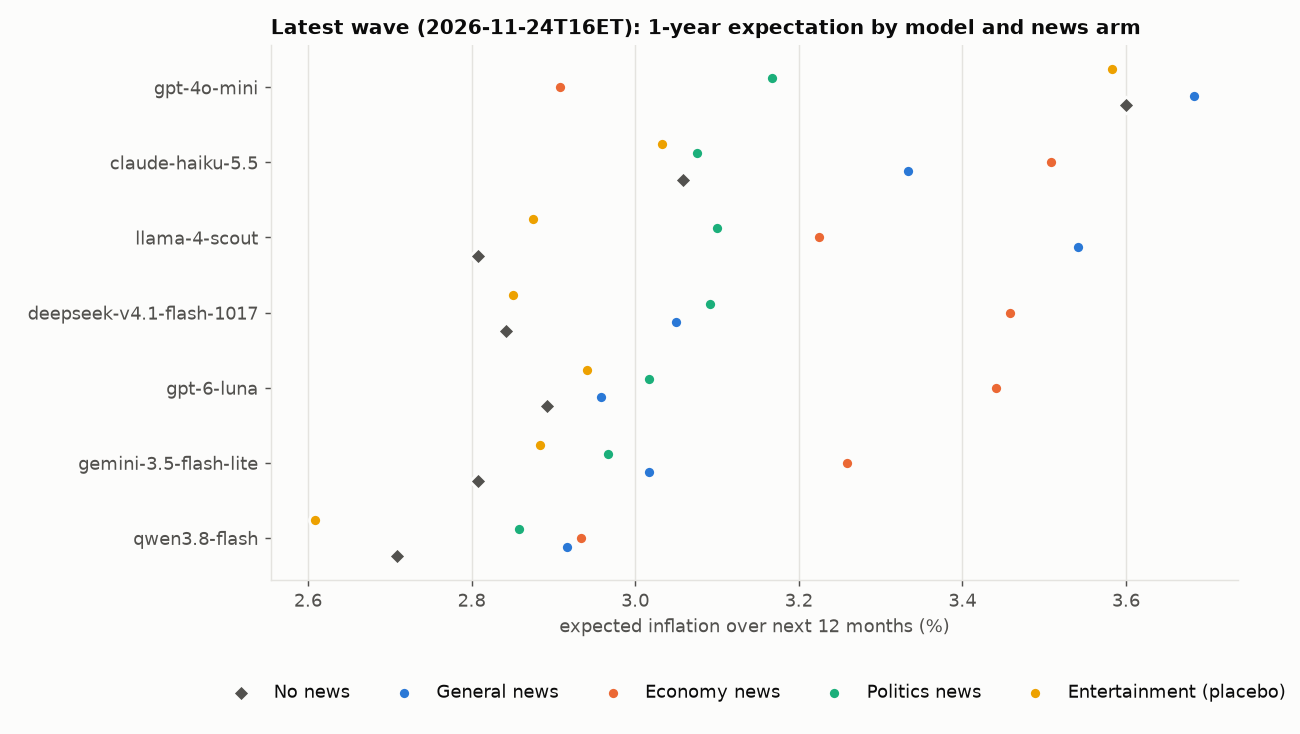 Latest wave (2026-11-24T16ET): 1-year expectation by model and news arm
gpt-4o-mini
claude-haiku-5.5
llama-4-scout
deepseek-v4.1-flash-1017
gpt-6-luna
gemini-3.5-flash-lite
qwen3.8-flash
2.6 2.8 3.0 3.2 3.4 3.6
expected inflation over next 12 months (%)
No news General news Economy news Politics news Entertainment (placebo)